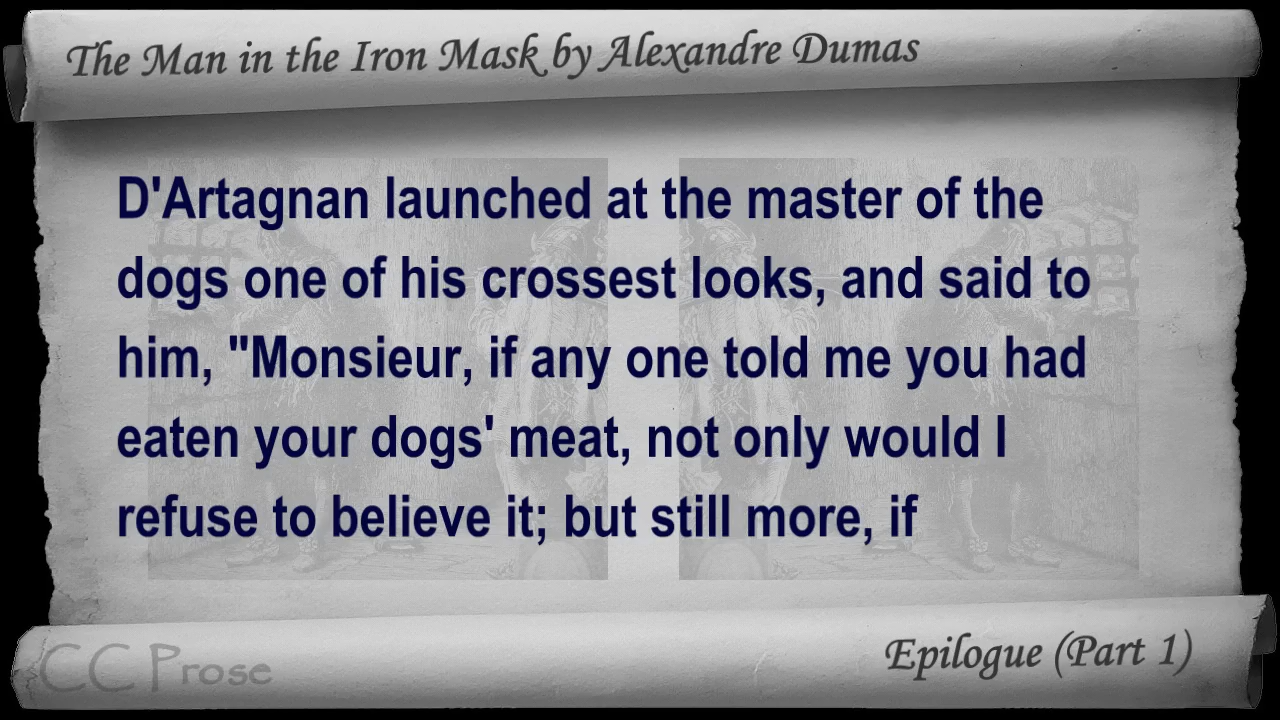 The Man in the Iron Mask by Alexandre Dumas
D'Artagnan launched at the master of the
dogs one of his crossest looks, and said to
him, "Monsieur, if any one told me you had
eaten your dogs' meat, not only would I
refuse to believe it; but still more, if
CC Prose
Epilogue (Part 1)